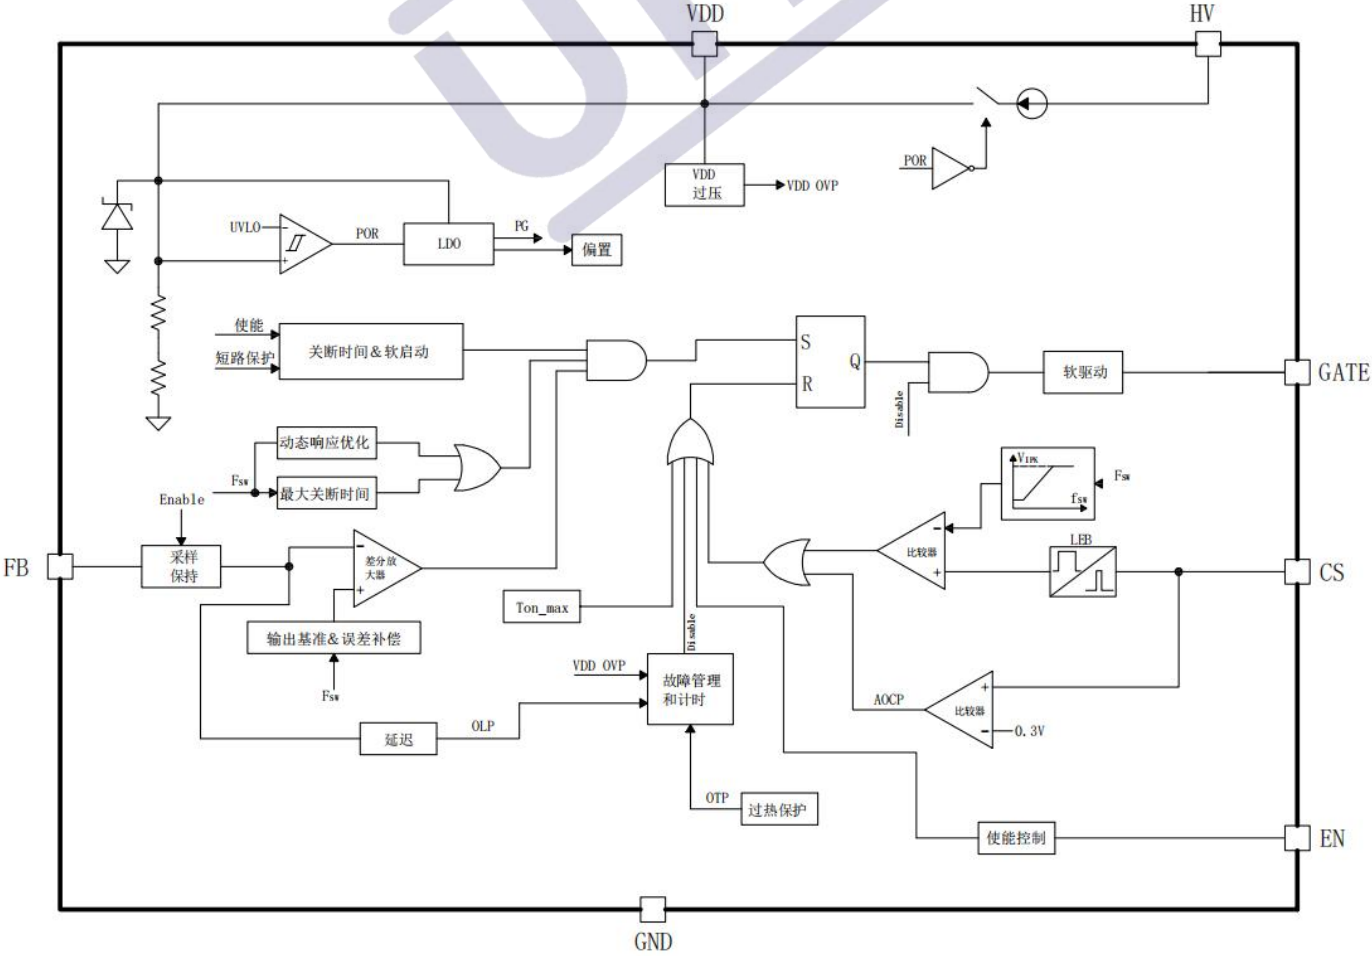 VDD
HV
POR
VDD
过压
VDD OVP
UVLO
POR
LDO
PG
偏置
使能
短路保护
关断时间&软启动
S
R
Q
Disable
软驱动
GATE
动态响应优化
Fsw
最大关断时间
Enable
VIPK
fsw
Fsw
FB
采样
保持
差分放
大器
比较器
LEB
CS
Ton_max
输出基准&误差补偿
Fsw
Disable
VDD OVP
故障管理
和计时
AOCP
比较器
0.3V
延迟
OLP
OTP
过热保护
使能控制
EN
GND